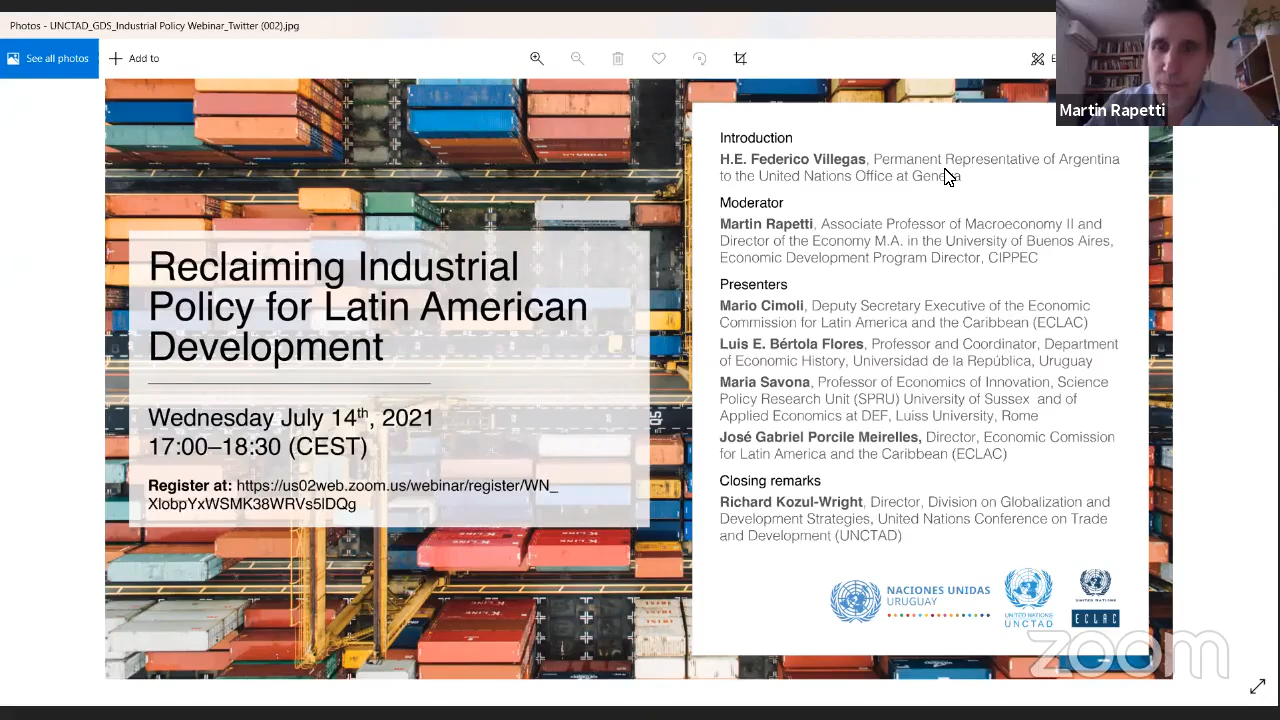 Photos - UNCTAD_GDS_Industrial Policy Webinar_Twitter (002).jpg
See all photos
Add to
Martin Rapetti
Reclaiming Industrial
Policy for Latin American
Development
Wednesday July 14th, 2021
17:00–18:30 (CEST)
Register at: https://us02web.zoom.us/webinar/register/WN_
XlobpYxWSMK38WRVs5lDQg
Introduction
H.E. Federico Villegas, Permanent Representative of Argentina
to the United Nations Office at Geneva
Moderator
Martin Rapetti, Associate Professor of Macroeconomy II and
Director of the Economy M.A. in the University of Buenos Aires,
Economic Development Program Director, CIPPEC
Presenters
Mario Cimoli, Deputy Secretary Executive of the Economic
Commission for Latin America and the Caribbean (ECLAC)
Luis E. Bértola Flores, Professor and Coordinator, Department
of Economic History, Universidad de la República, Uruguay
Maria Savona, Professor of Economics of Innovation, Science
Policy Research Unit (SPRU) University of Sussex and of
Applied Economics at DEF, Luiss University, Rome
José Gabriel Porcile Meirelles, Director, Economic Comission
for Latin America and the Caribbean (ECLAC)
Closing remarks
Richard Kozul-Wright, Director, Division on Globalization and
Development Strategies, United Nations Conference on Trade
and Development (UNCTAD)
NACIONES UNIDAS
URUGUAY
UNITED NATIONS
UNCTAD
UNITED NATIONS
ECLAC
zoom